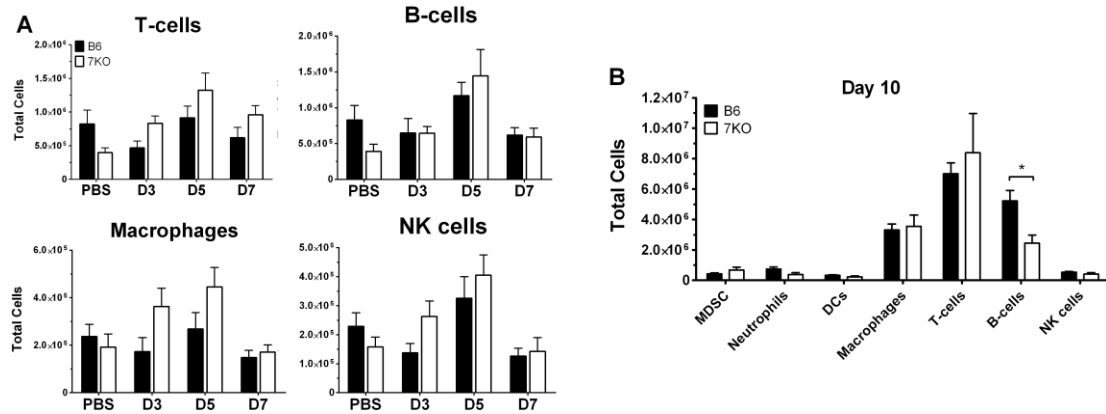 A
T-cells
B6
7KO
Total Cells
2.0×10⁶
1.5×10⁶
1.0×10⁶
5.0×10⁵
0
PBS D3 D5 D7
B-cells
2.0×10⁶
1.5×10⁶
1.0×10⁶
5.0×10⁵
0
PBS D3 D5 D7
Macrophages
Total Cells
6.0×10⁵
4.0×10⁵
2.0×10⁵
0
PBS D3 D5 D7
NK cells
5.0×10⁵
4.0×10⁵
3.0×10⁵
2.0×10⁵
1.0×10⁵
0
PBS D3 D5 D7
B
Day 10
B6
7KO
Total Cells
1.2×10⁷
1.0×10⁷
8.0×10⁶
6.0×10⁶
4.0×10⁶
2.0×10⁶
0
*
MDSC
Neutrophils
DCs
Macrophages
T-cells
B-cells
NK cells